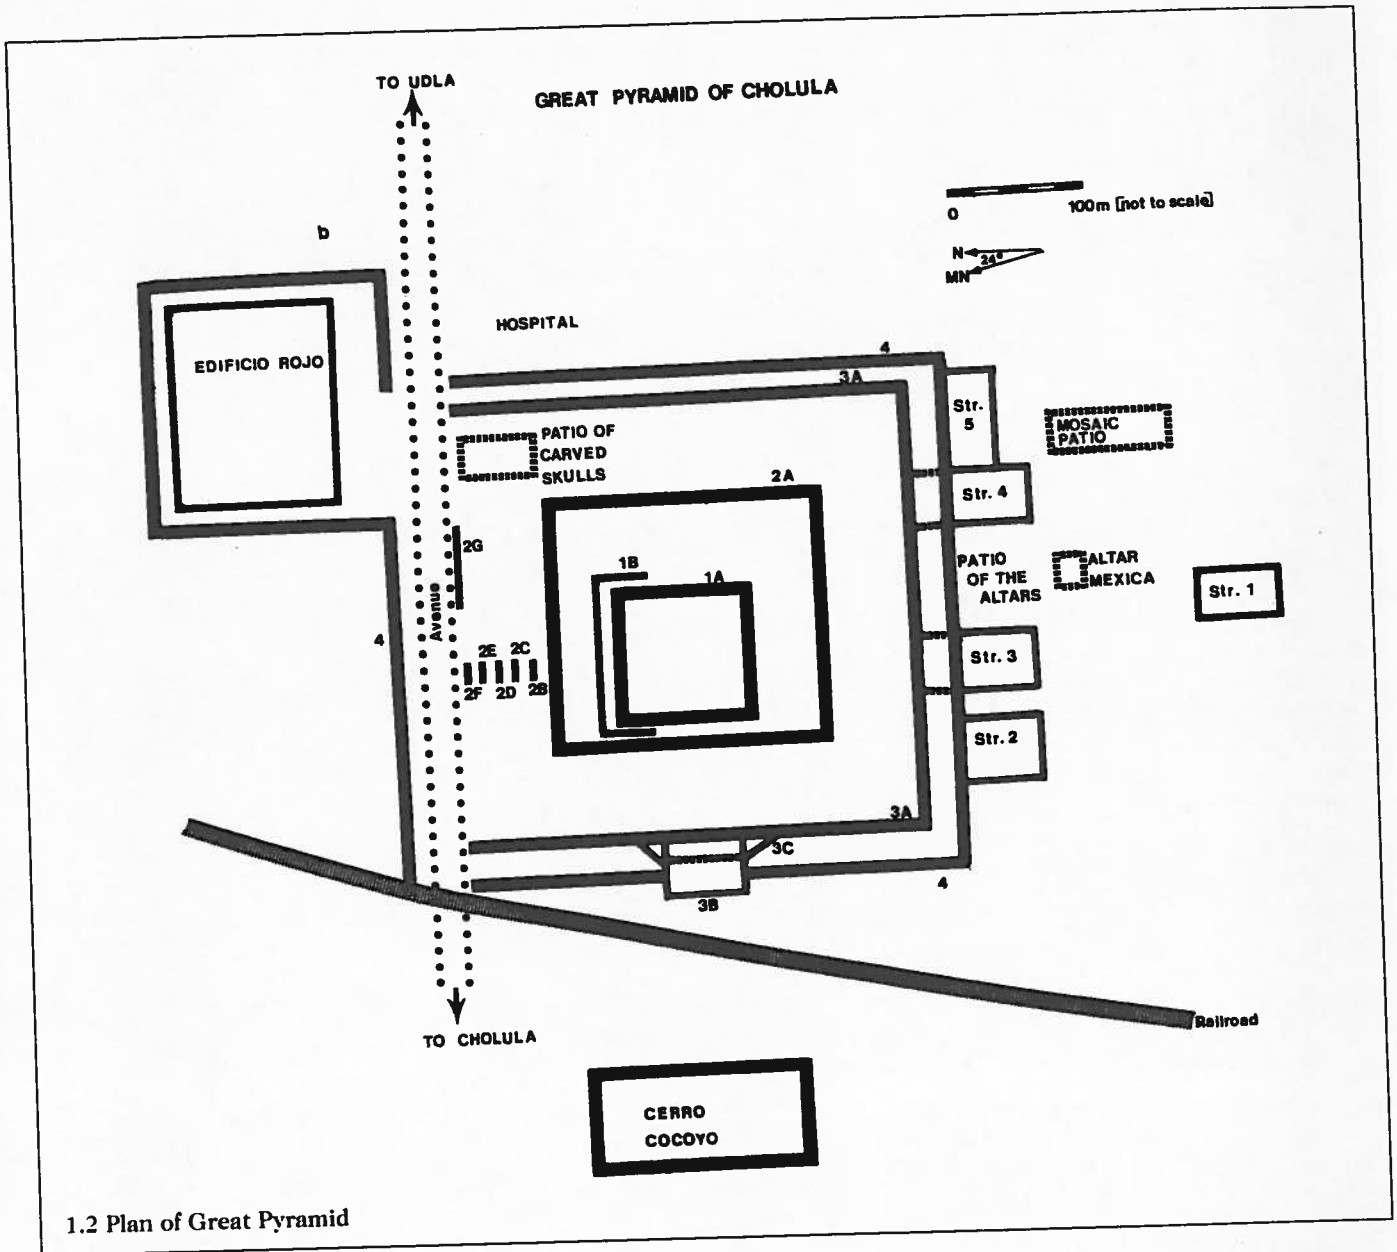 TO UDLA
GREAT PYRAMID OF CHOLULA
0
100m [not to scale]
N
24°
MN
b
HOSPITAL
EDIFICIO ROJO
4
3A
Str.
5
MOSAIC
PATIO
PATIO OF
CARVED
SKULLS
2A
Str. 4
2G
1B
1A
PATIO
OF THE
ALTARS
ALTAR
MEXICA
Str. 1
Avenue
4
2E 2C
2F 2D 2B
Str. 3
Str. 2
3A
3C
4
3B
Railroad
TO CHOLULA
CERRO
COCOYO
1.2 Plan of Great Pyramid